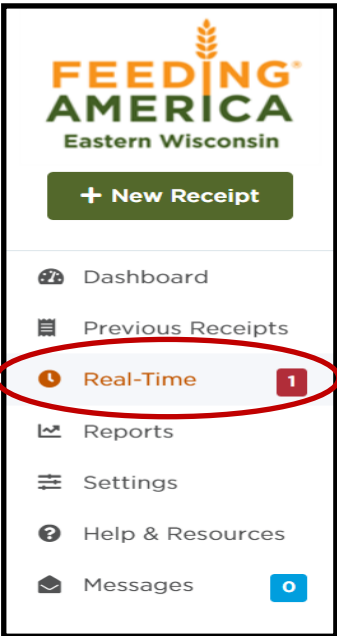 FEEDING®
AMERICA
Eastern Wisconsin
+ New Receipt
Dashboard
Previous Receipts
Real-Time 1
Reports
Settings
Help & Resources
Messages 0